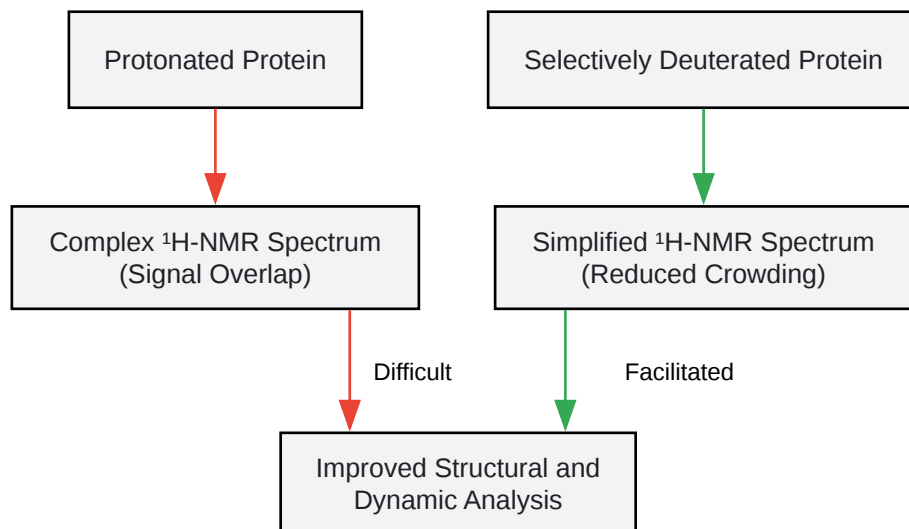 Protonated Protein
Selectively Deuterated Protein
Complex ¹H-NMR Spectrum
(Signal Overlap)
Simplified ¹H-NMR Spectrum
(Reduced Crowding)
Difficult
Facilitated
Improved Structural and
Dynamic Analysis